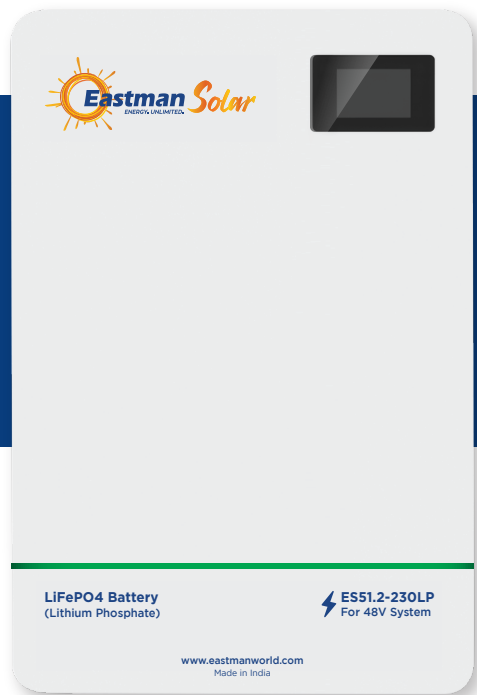 Eastman Solar
ENERGY. UNLIMITED.
LiFePO4 Battery
(Lithium Phosphate)
ES51.2-230LP
For 48V System
www.eastmanworld.com
Made in India